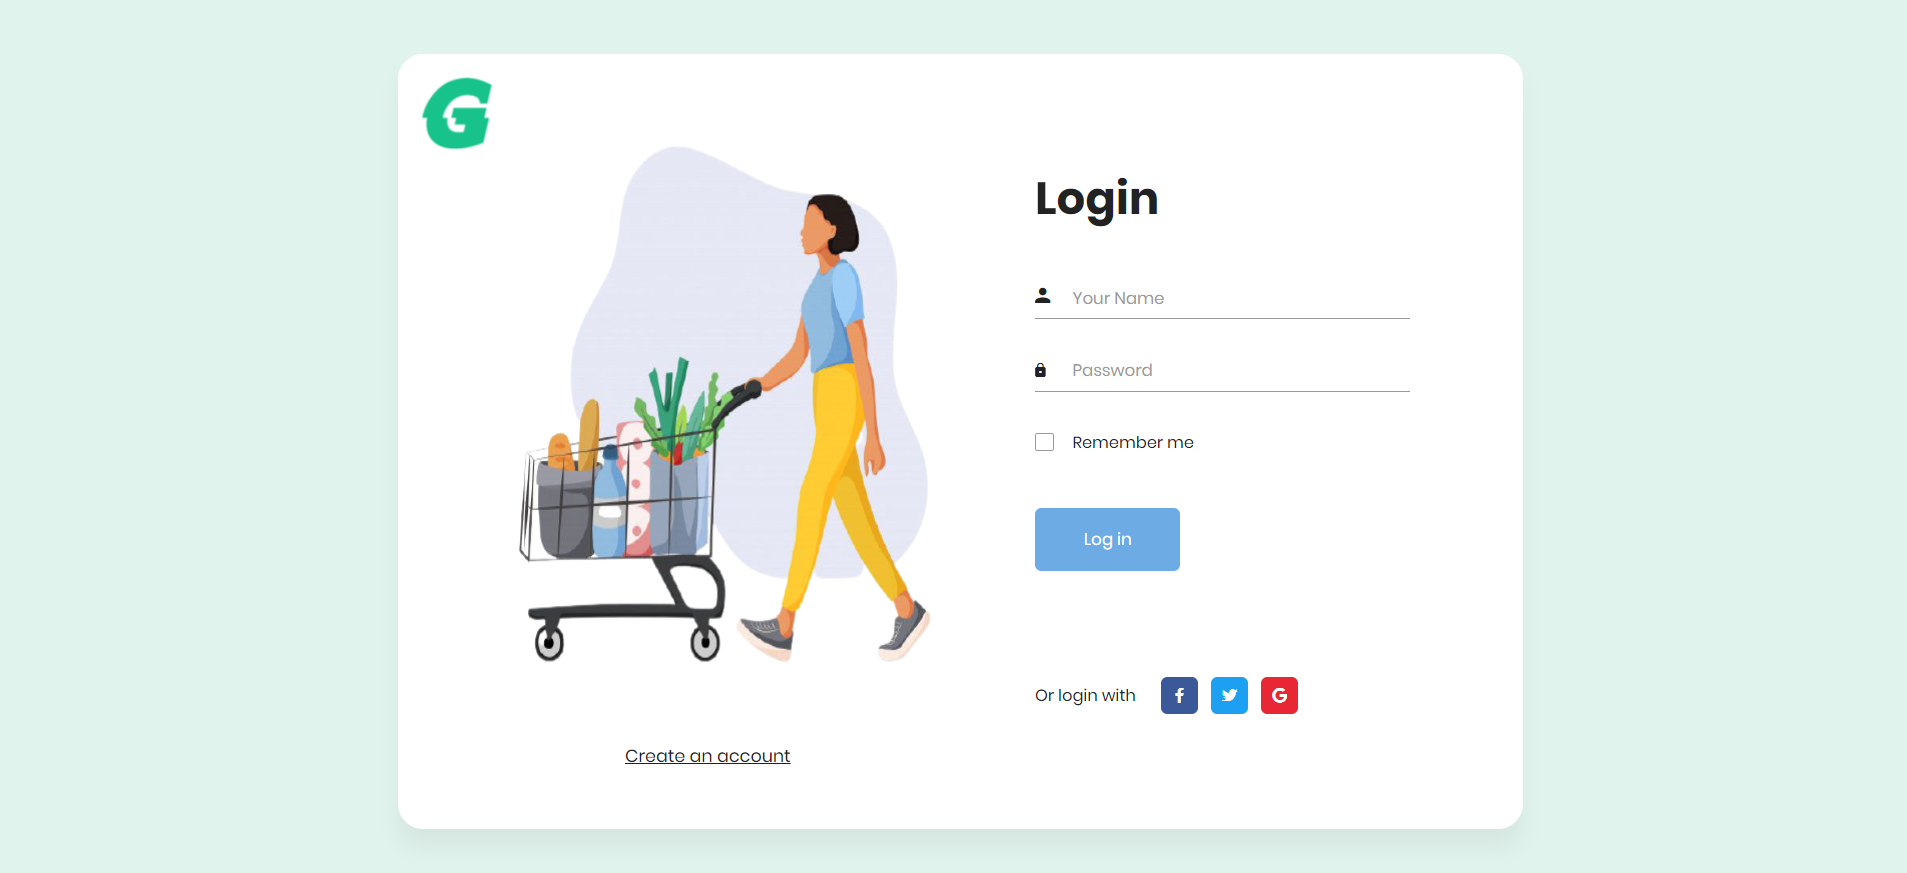 G
Login
Your Name
Password
Remember me
Log in
Or login with
Create an account